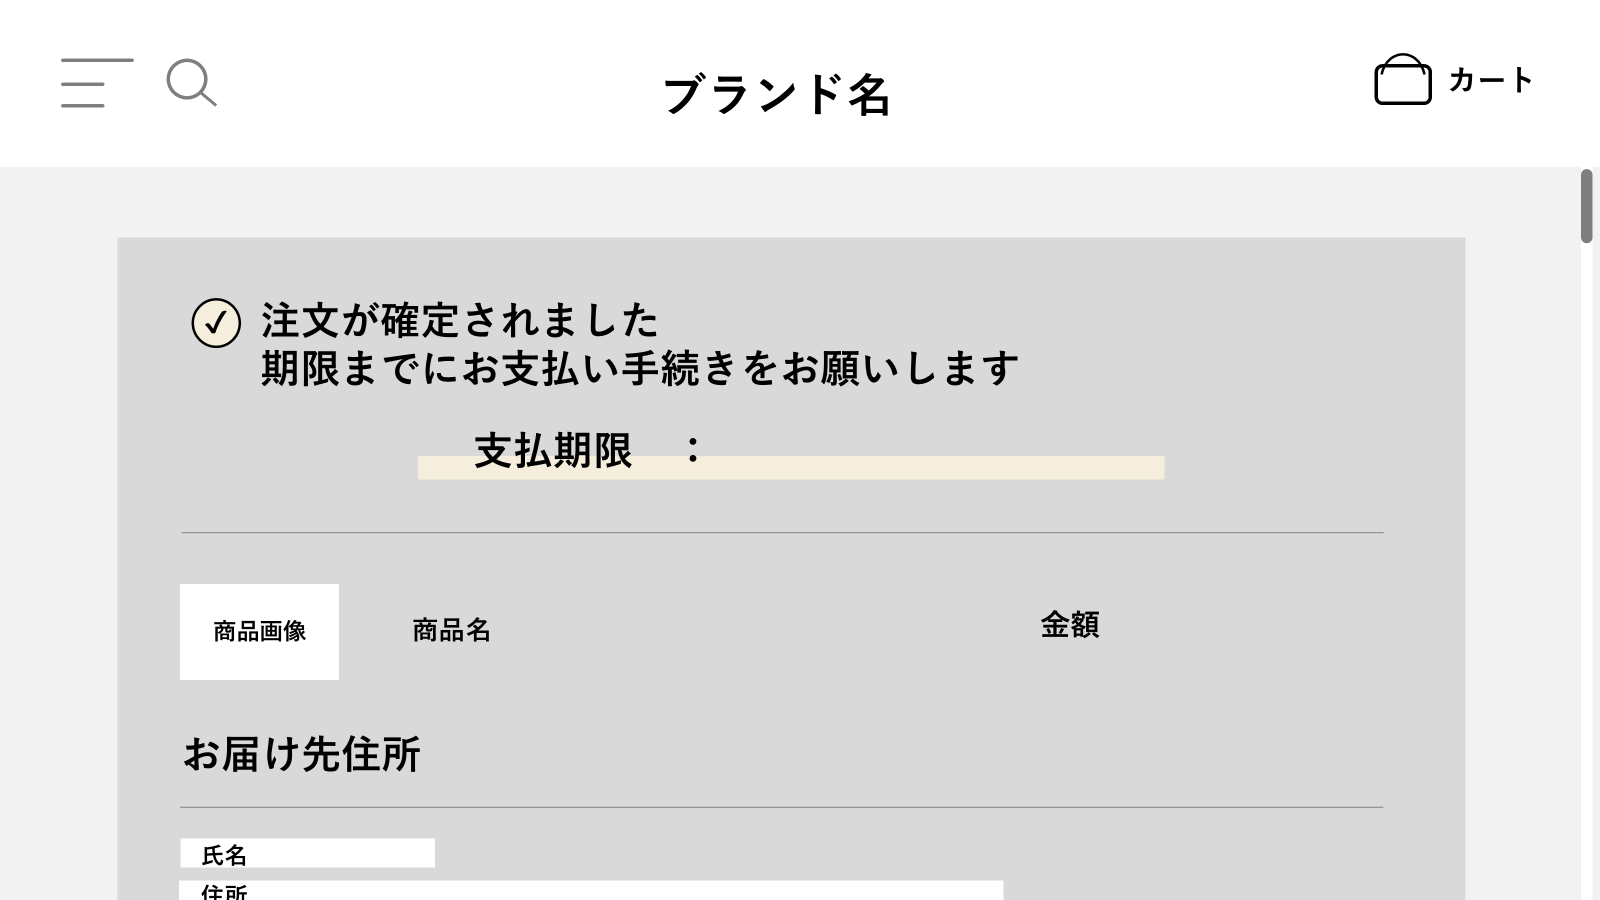 ブランド名
カート
注文が確定されました
期限までにお支払い手続きをお願いします
支払期限　：
商品画像
商品名
金額
お届け先住所
氏名
住所